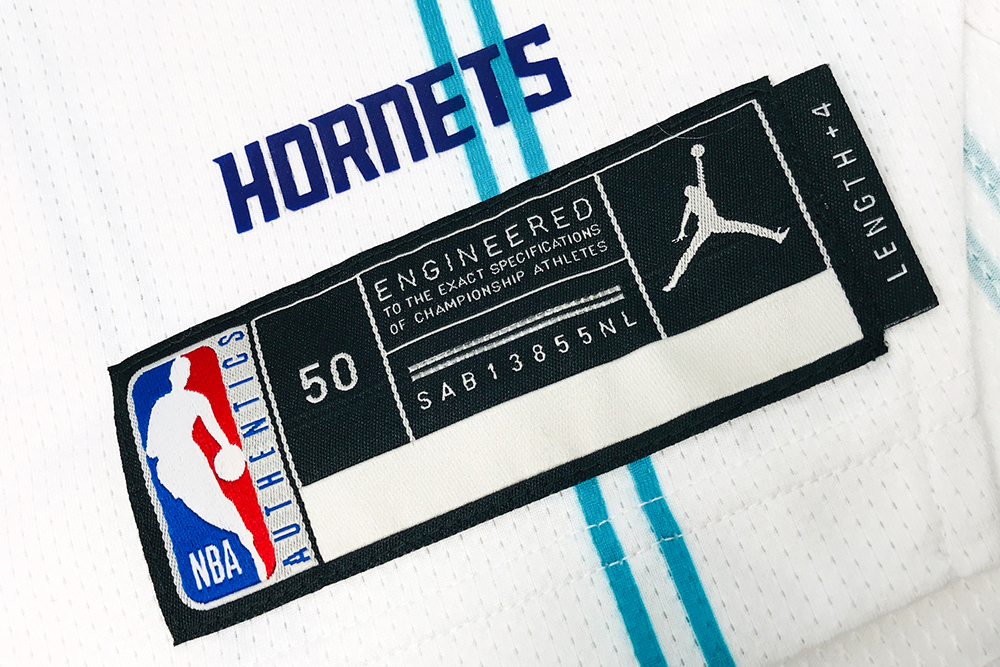 HORNETS
NBA
AUTHENTICS
50
ENGINEERED
TO THE EXACT SPECIFICATIONS
OF CHAMPIONSHIP ATHLETES
SAB13855NL
LENGTH +4